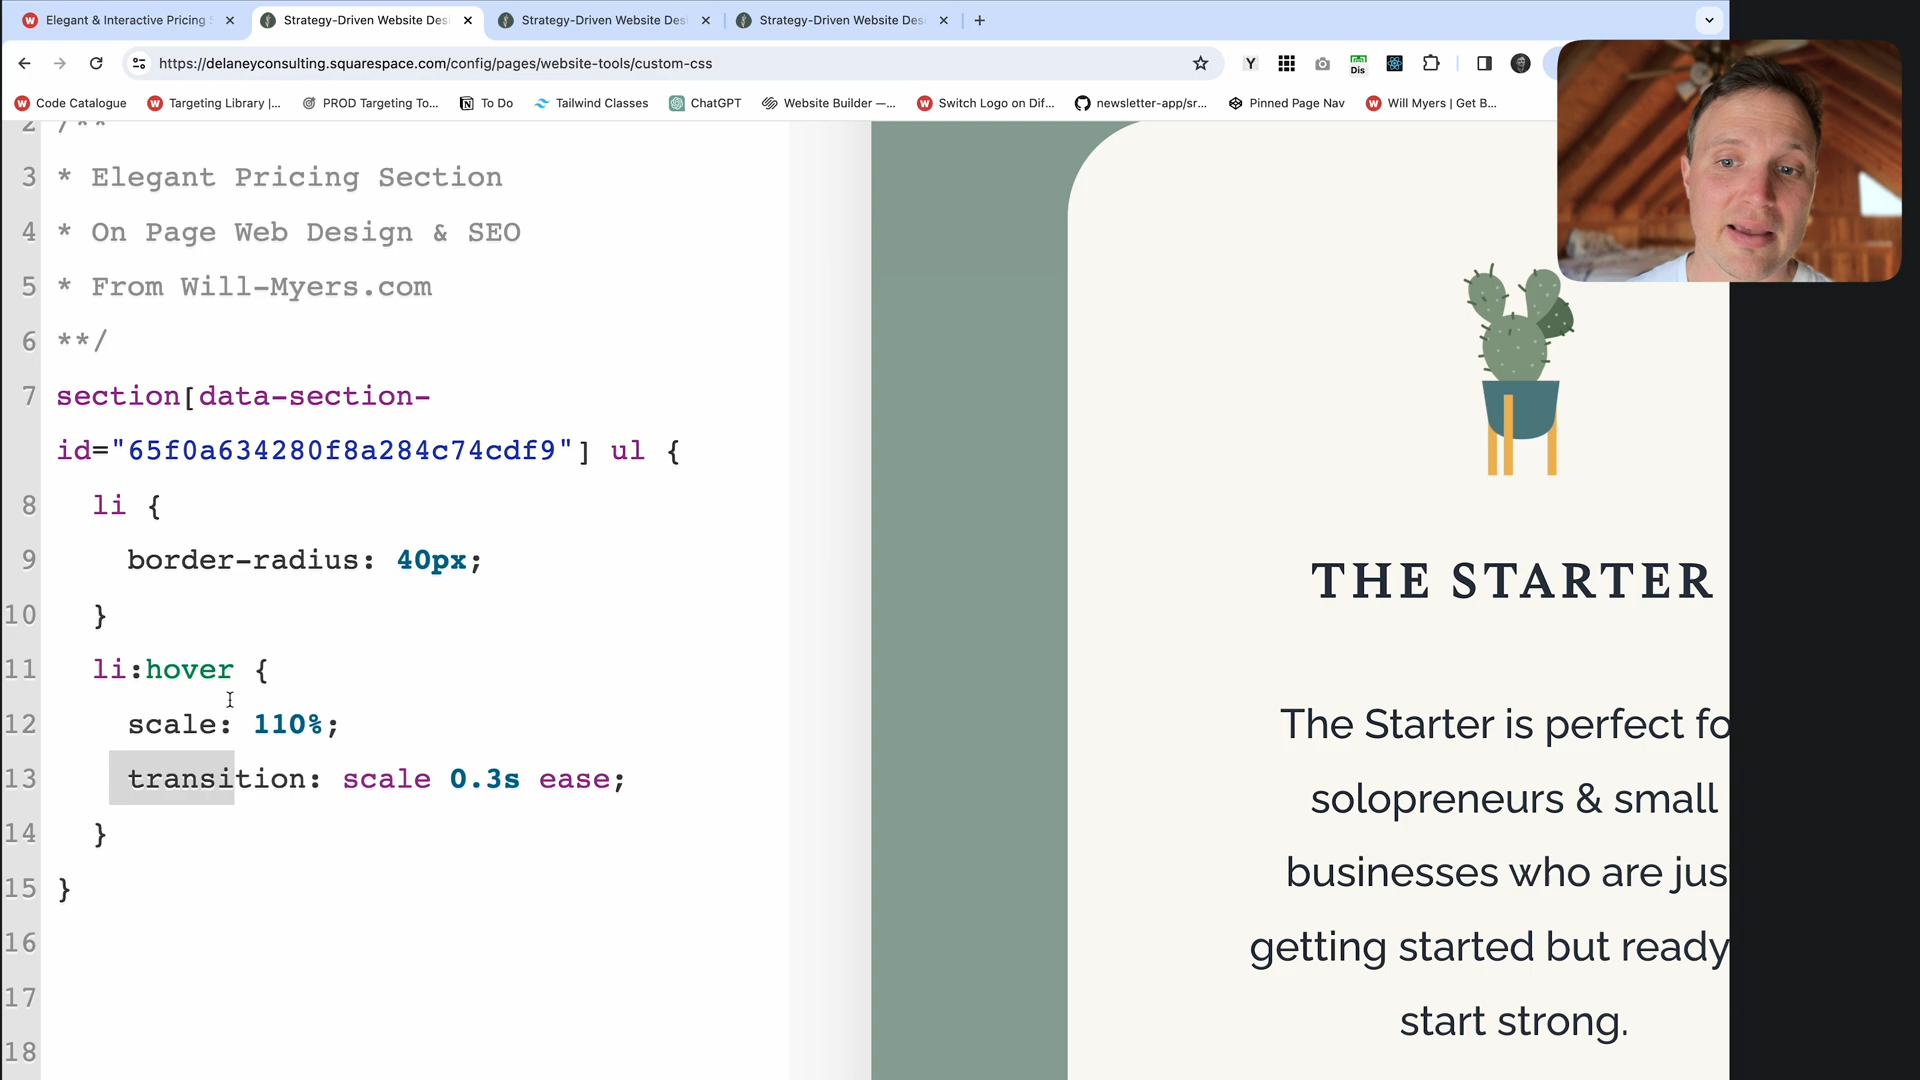 Elegant & Interactive Pricing
Strategy-Driven Website Des
Strategy-Driven Website Des
Strategy-Driven Website Des
https://delaneyconsulting.squarespace.com/config/pages/website-tools/custom-css
Y
Dis
Code Catalogue
Targeting Library |...
PROD Targeting To...
To Do
Tailwind Classes
ChatGPT
Website Builder —...
Switch Logo on Dif...
newsletter-app/sr...
Pinned Page Nav
Will Myers | Get B...
2 /**
3 * Elegant Pricing Section
4 * On Page Web Design & SEO
5 * From Will-Myers.com
6 **/
7 section[data-section-
id="65f0a634280f8a284c74cdf9"] ul {
8 li {
9 border-radius: 40px;
10 }
11 li:hover {
12 scale: 110%;
13 transition: scale 0.3s ease;
14 }
15 }
16
17
18
THE STARTER
The Starter is perfect fo
solopreneurs & small
businesses who are jus
getting started but ready
start strong.